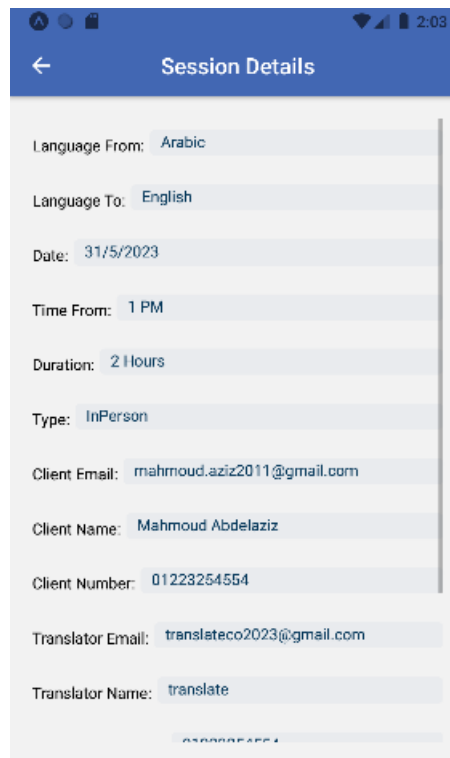 2:03
Session Details
Language From: Arabic
Language To: English
Date: 31/5/2023
Time From: 1 PM
Duration: 2 Hours
Type: InPerson
Client Email: mahmoud.aziz2011@gmail.com
Client Name: Mahmoud Abdelaziz
Client Number: 01223254554
Translator Email: translateco2023@gmail.com
Translator Name: translate